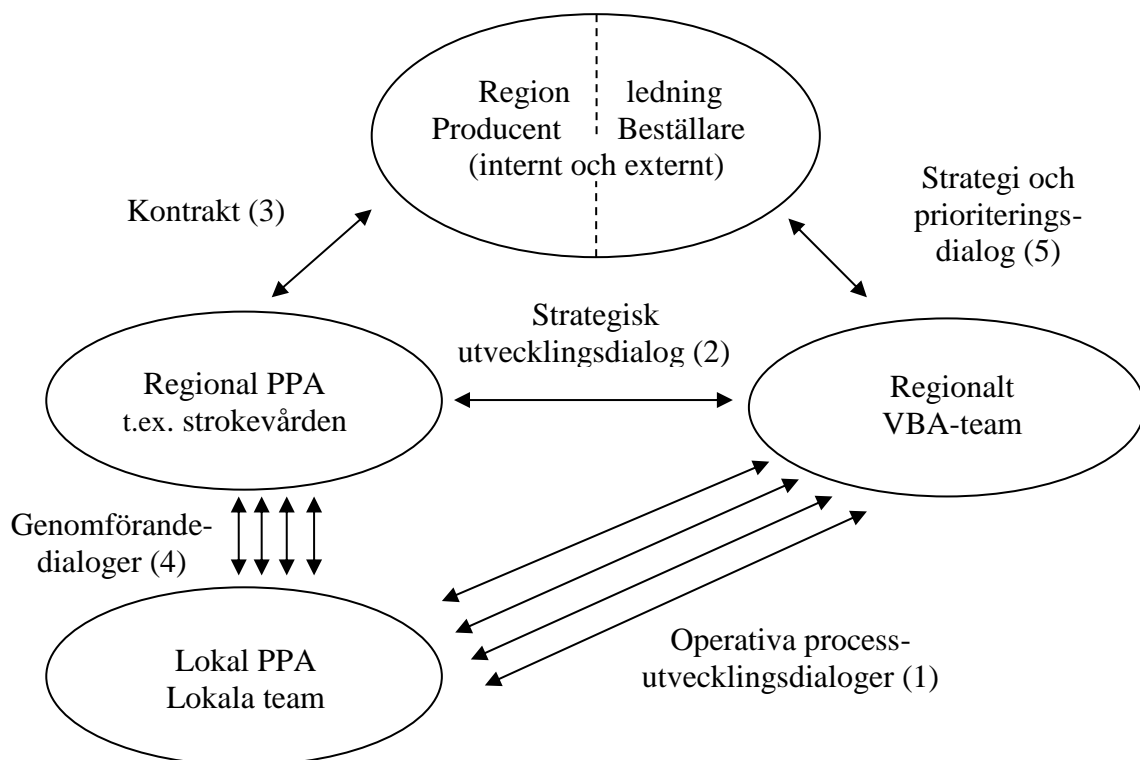 Region ledning
Producent Beställare
(internt och externt)
Kontrakt (3)
Strategi och
prioriterings-
dialog (5)
Strategisk
utvecklingsdialog (2)
Regional PPA
t.ex. strokevården
Regionalt
VBA-team
Genomförande-
dialoger (4)
Lokal PPA
Lokala team
Operativa process-
utvecklingsdialoger (1)